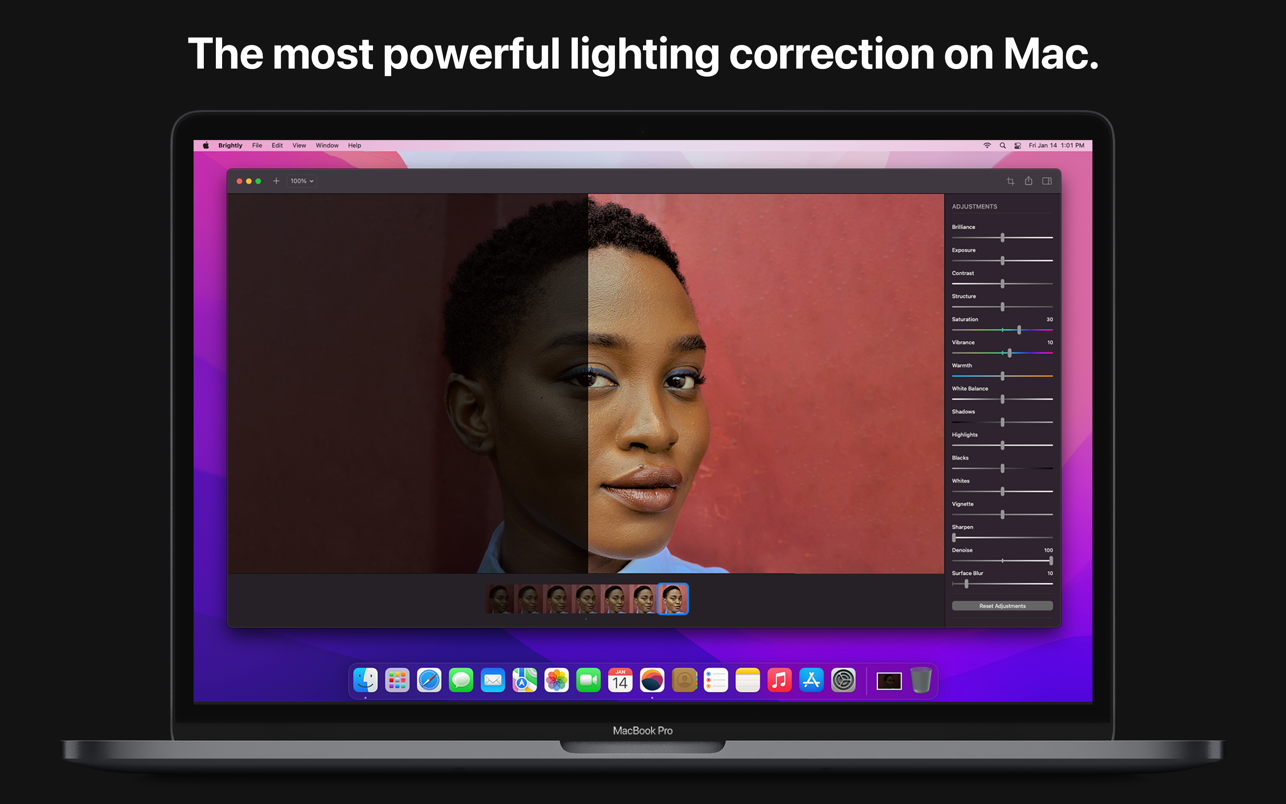 The most powerful lighting correction on Mac.
Brightly File Edit View Window Help Fri Jan 14 1:01 PM
100%
ADJUSTMENTS
Brilliance
Exposure
Contrast
Structure
Saturation 30
Vibrance 10
Warmth
White Balance
Shadows
Highlights
Blacks
Whites
Vignette
Sharpen
Denoise 100
Surface Blur 10
Reset Adjustments
JAN
14
MacBook Pro